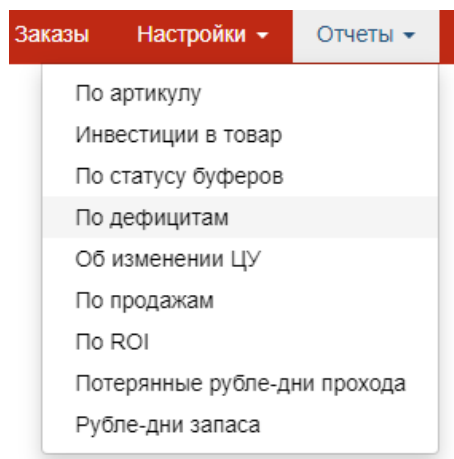 Заказы Настройки Отчеты
По артикулу
Инвестиции в товар
По статусу буферов
По дефицитам
Об изменении ЦУ
По продажам
По ROI
Потерянные рубле-дни прохода
Рубле-дни запаса